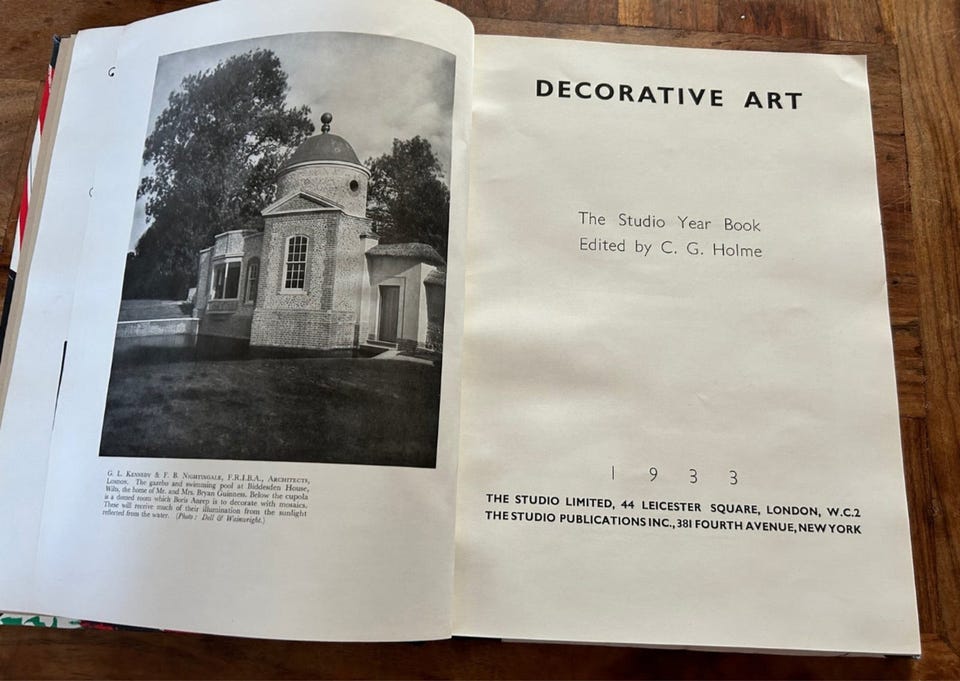 G. L. KENNEDY & F. B. NIGHTINGALE, F.R.I.B.A., ARCHITECTS,
LONDON. The gazebo and swimming pool at Biddesden House,
Wilts, the home of Mr. and Mrs. Bryan Guinness. Below the cupola
is a domed room which Boris Anrep is to decorate with mosaics.
These will receive much of their illumination from the sunlight
reflected from the water. (Photo: Dell & Wainwright.)
DECORATIVE ART
The Studio Year Book
Edited by C. G. Holme
1933
THE STUDIO LIMITED, 44 LEICESTER SQUARE, LONDON, W.C.2
THE STUDIO PUBLICATIONS INC., 381 FOURTH AVENUE, NEW YORK